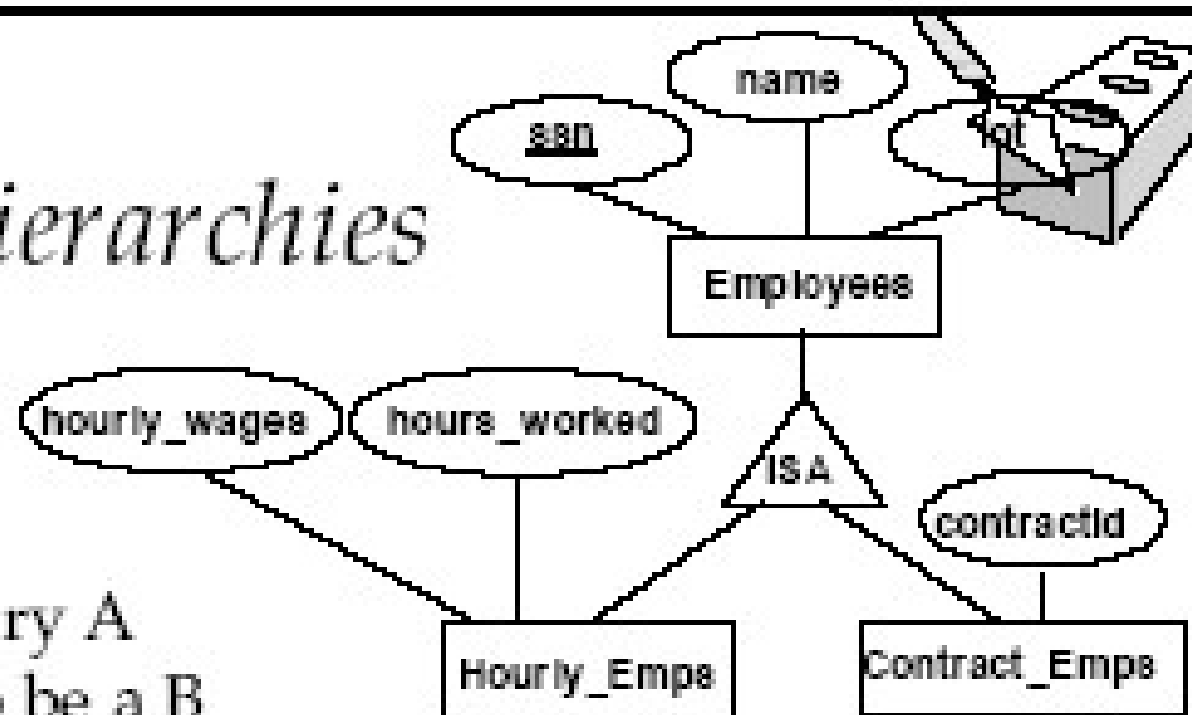 name
ssn
lot
ierarchies
Employees
hourly_wages
hours_worked
ISA
contractid
ry A
be a B
Hourly_Emps
Contract_Emps